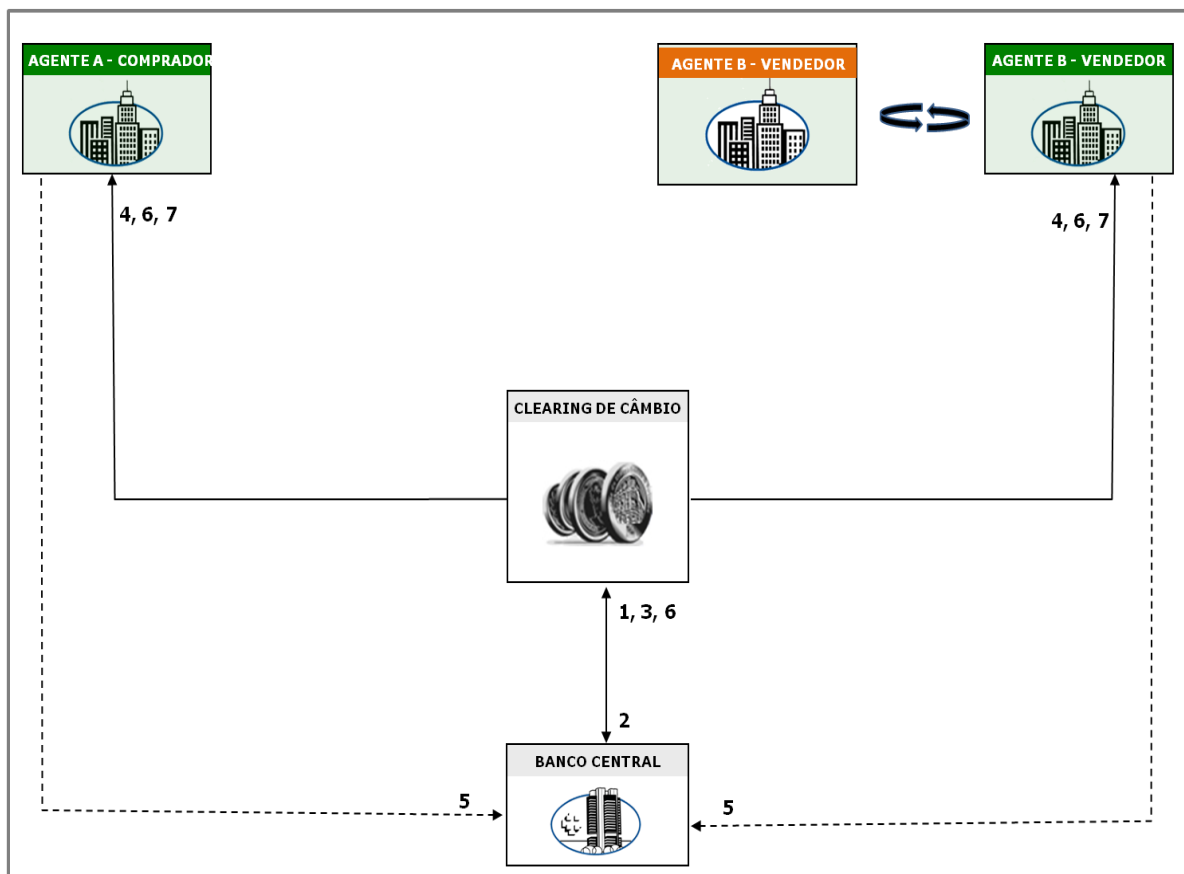 AGENTE A - COMPRADOR
AGENTE B - VENDEDOR
AGENTE B - VENDEDOR
4, 6, 7
4, 6, 7
CLEARING DE CÂMBIO
1, 3, 6
2
BANCO CENTRAL
5
5